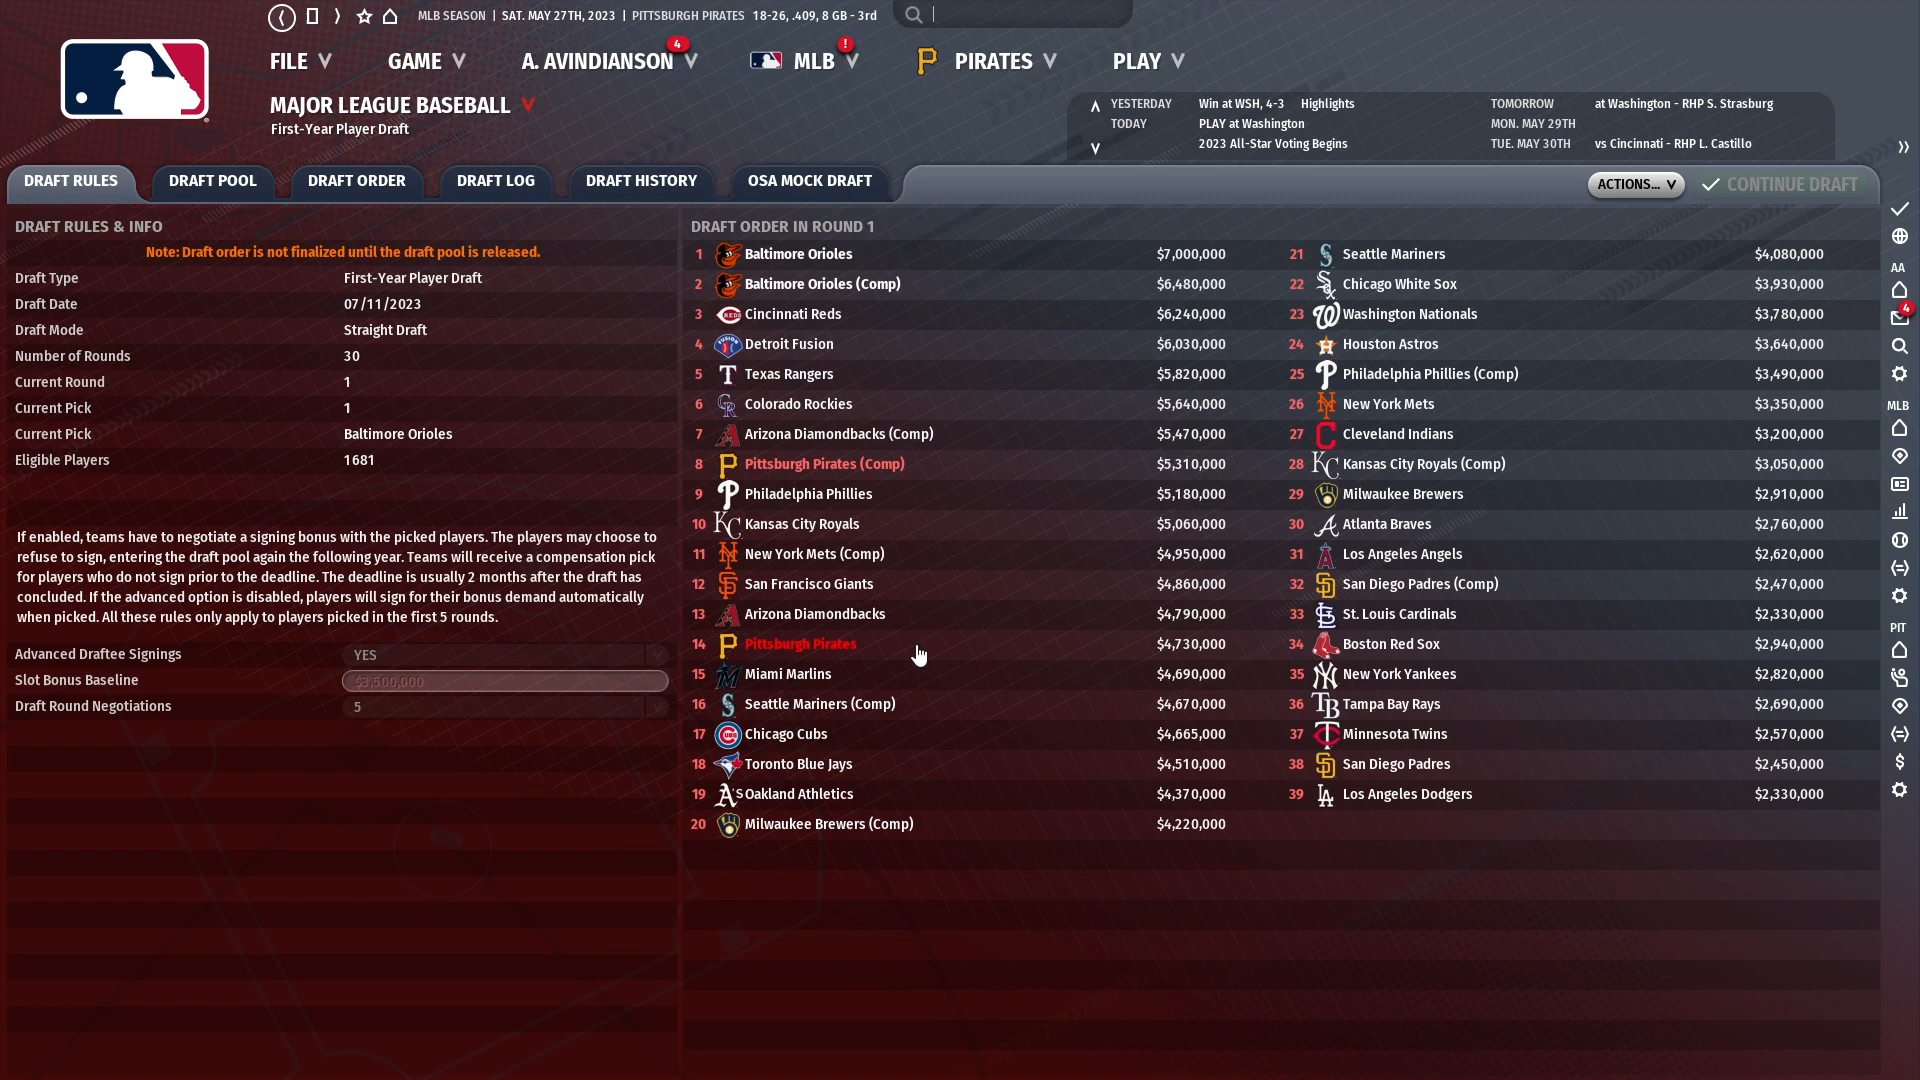 MLB SEASON | SAT. MAY 27TH, 2023 | PITTSBURGH PIRATES 18-26, .409, 8 GB - 3rd
FILE GAME A. AVINDIANSON 4 MLB ! PIRATES PLAY
MAJOR LEAGUE BASEBALL
First-Year Player Draft
YESTERDAY Win at WSH, 4-3 Highlights TOMORROW at Washington - RHP S. Strasburg
TODAY PLAY at Washington MON. MAY 29TH
2023 All-Star Voting Begins TUE. MAY 30TH vs Cincinnati - RHP L. Castillo
DRAFT RULES DRAFT POOL DRAFT ORDER DRAFT LOG DRAFT HISTORY OSA MOCK DRAFT ACTIONS... CONTINUE DRAFT
DRAFT RULES & INFO
Note: Draft order is not finalized until the draft pool is released.
Draft Type First-Year Player Draft
Draft Date 07/11/2023
Draft Mode Straight Draft
Number of Rounds 30
Current Round 1
Current Pick 1
Current Pick Baltimore Orioles
Eligible Players 1681
If enabled, teams have to negotiate a signing bonus with the picked players. The players may choose to
refuse to sign, entering the draft pool again the following year. Teams will receive a compensation pick
for players who do not sign prior to the deadline. The deadline is usually 2 months after the draft has
concluded. If the advanced option is disabled, players will sign for their bonus demand automatically
when picked. All these rules only apply to players picked in the first 5 rounds.
Advanced Draftee Signings YES
Slot Bonus Baseline $3,500,000
Draft Round Negotiations 5
DRAFT ORDER IN ROUND 1
1 Baltimore Orioles $7,000,000
2 Baltimore Orioles (Comp) $6,480,000
3 Cincinnati Reds $6,240,000
4 Detroit Fusion $6,030,000
5 Texas Rangers $5,820,000
6 Colorado Rockies $5,640,000
7 Arizona Diamondbacks (Comp) $5,470,000
8 Pittsburgh Pirates (Comp) $5,310,000
9 Philadelphia Phillies $5,180,000
10 Kansas City Royals $5,060,000
11 New York Mets (Comp) $4,950,000
12 San Francisco Giants $4,860,000
13 Arizona Diamondbacks $4,790,000
14 Pittsburgh Pirates $4,730,000
15 Miami Marlins $4,690,000
16 Seattle Mariners (Comp) $4,670,000
17 Chicago Cubs $4,665,000
18 Toronto Blue Jays $4,510,000
19 Oakland Athletics $4,370,000
20 Milwaukee Brewers (Comp) $4,220,000
21 Seattle Mariners $4,080,000
22 Chicago White Sox $3,930,000
23 Washington Nationals $3,780,000
24 Houston Astros $3,640,000
25 Philadelphia Phillies (Comp) $3,490,000
26 New York Mets $3,350,000
27 Cleveland Indians $3,200,000
28 Kansas City Royals (Comp) $3,050,000
29 Milwaukee Brewers $2,910,000
30 Atlanta Braves $2,760,000
31 Los Angeles Angels $2,620,000
32 San Diego Padres (Comp) $2,470,000
33 St. Louis Cardinals $2,330,000
34 Boston Red Sox $2,940,000
35 New York Yankees $2,820,000
36 Tampa Bay Rays $2,690,000
37 Minnesota Twins $2,570,000
38 San Diego Padres $2,450,000
39 Los Angeles Dodgers $2,330,000
AA
4
MLB
PIT
$